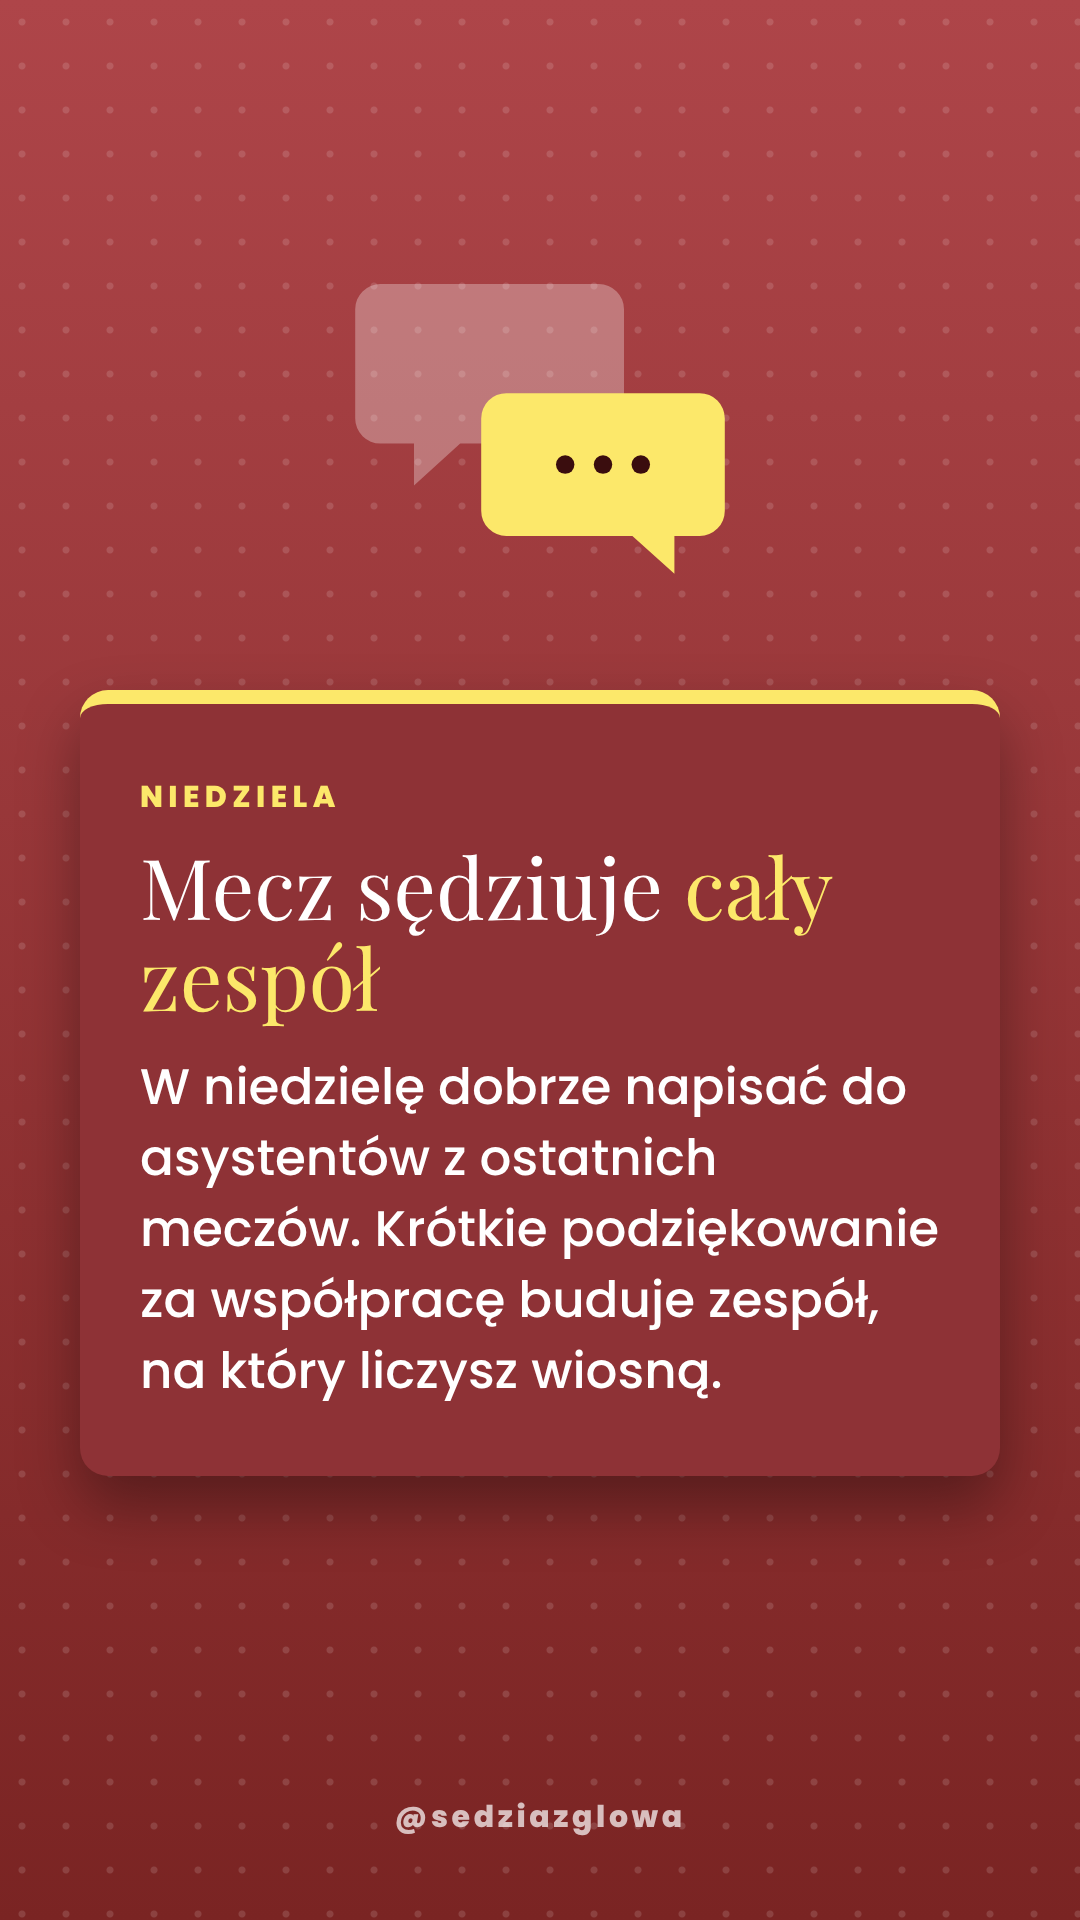 NIEDZIELA
Mecz sędziuje cały
zespół
W niedzielę dobrze napisać do
asystentów z ostatnich
meczów. Krótkie podziękowanie
za współpracę buduje zespół,
na który liczysz wiosną.
@sedziazglowa